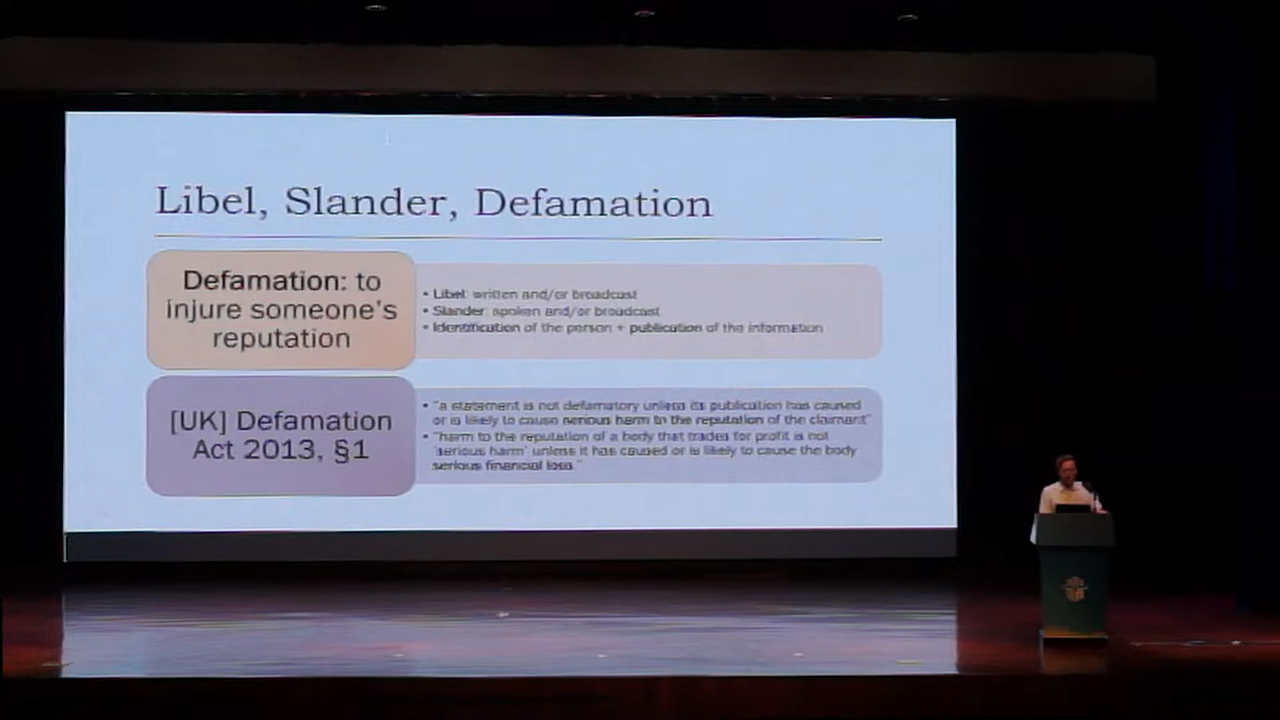 Libel, Slander, Defamation
Defamation: to
injure someone's
reputation
• Libel: written and/or broadcast
• Slander: spoken and/or broadcast
• Identification of the person + publication of the information
[UK] Defamation
Act 2013, §1
• "a statement is not defamatory unless its publication has caused
or is likely to cause serious harm to the reputation of the claimant"
• "harm to the reputation of a body that trades for profit is not
'serious harm' unless it has caused or is likely to cause the body
serious financial loss."